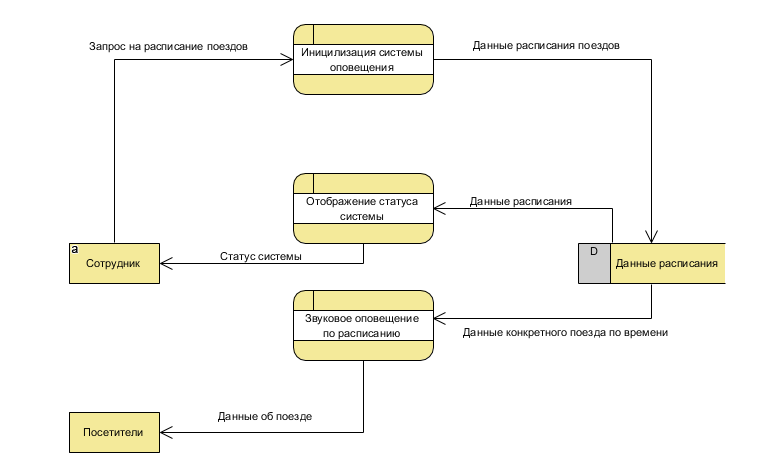 Запрос на расписание поездов
Иницилизация системы
оповещения
Данные расписания поездов
Отображение статуса
системы
Данные расписания
a
Сотрудник
Статус системы
D
Данные расписания
Звуковое оповещение
по расписанию
Данные конкретного поезда по времени
Посетители
Данные об поезде